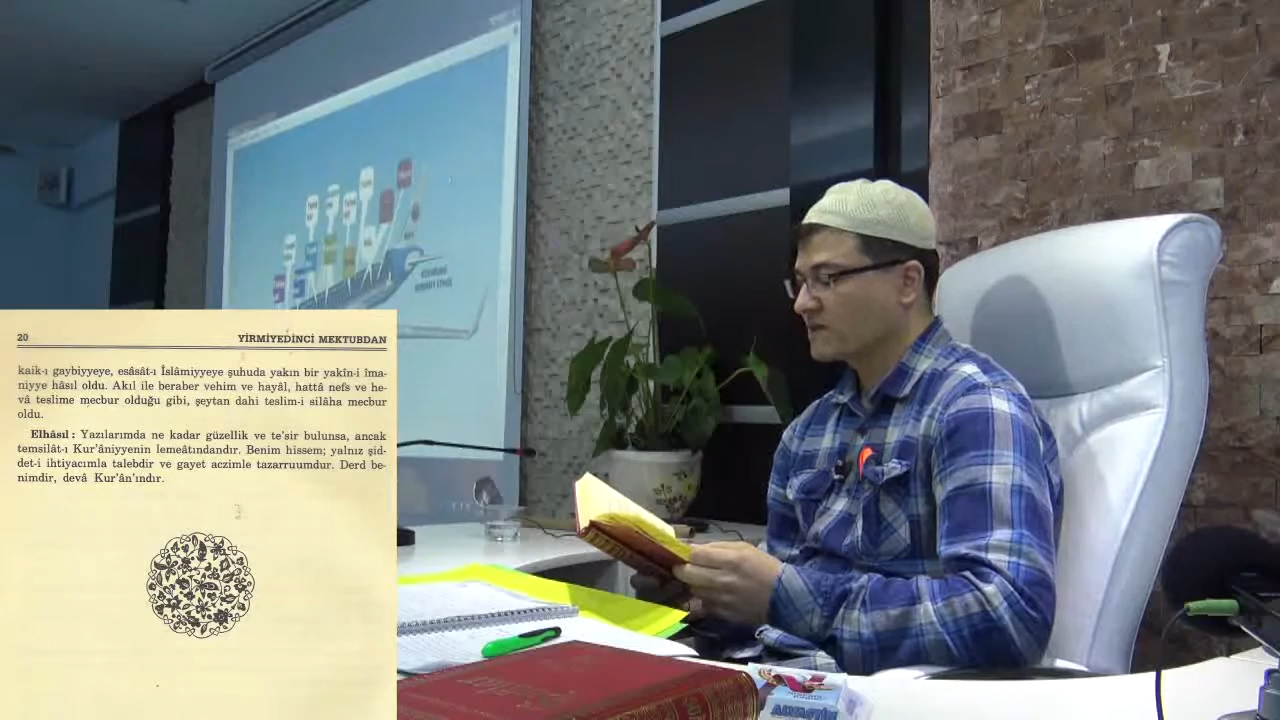 20
YİRMİYEDİNCİ MEKTUBDAN
kaik-ı gaybiyyeye, esâsât-ı İslâmiyyeye şuhuda yakın bir yakîn-i îma-
niyye hâsıl oldu. Akıl ile beraber vehim ve hayâl, hattâ nefs ve he-
vâ teslime mecbur olduğu gibi, şeytan dahi teslim-i silâha mecbur
oldu.
Elhâsıl : Yazılarımda ne kadar güzellik ve te'sir bulunsa, ancak
temsilât-ı Kur'âniyyenin lemeâtındandır. Benim hissem; yalnız şid-
det-i ihtiyacımla talebdir ve gayet aczimle tazarruumdur. Derd be-
nimdir, devâ Kur'ân'ındır.